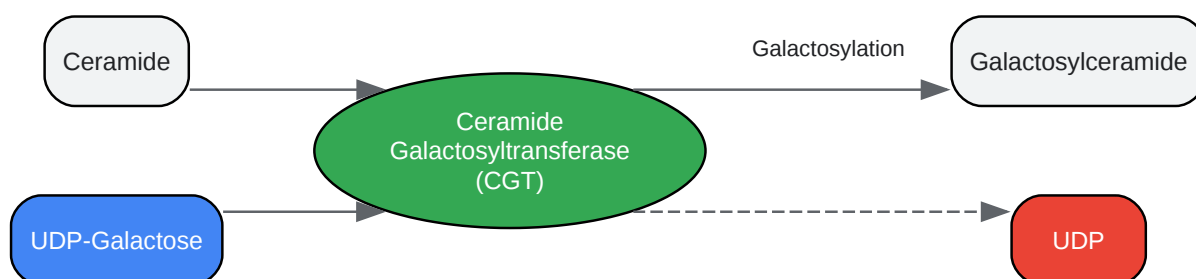 Ceramide
Galactosylation
Galactosylceramide
Ceramide
Galactosyltransferase
(CGT)
UDP-Galactose
UDP